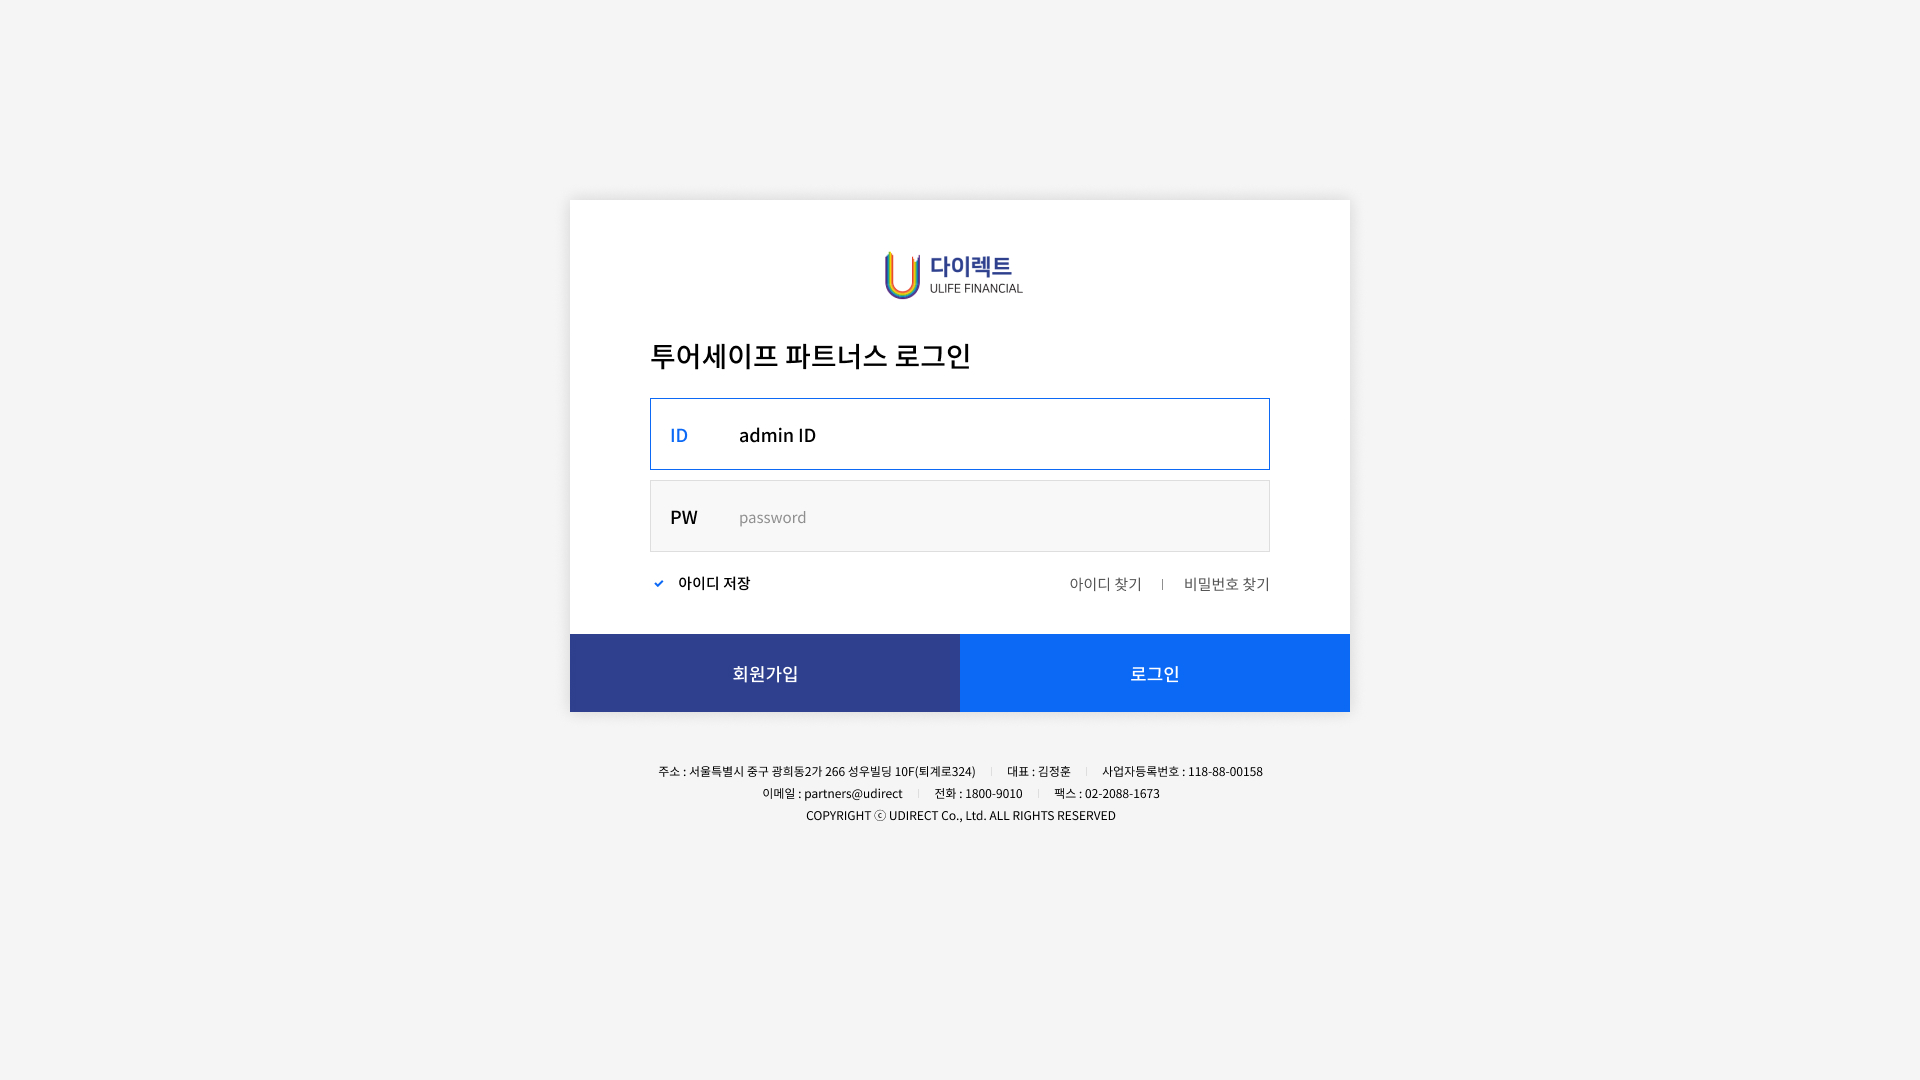 다이렉트
ULIFE FINANCIAL
투어세이프 파트너스 로그인
ID admin ID
PW password
아이디 저장 아이디 찾기 | 비밀번호 찾기
회원가입 로그인
주소 : 서울특별시 중구 광희동2가 266 성우빌딩 10F(퇴계로324) | 대표 : 김정훈 | 사업자등록번호 : 118-88-00158
이메일 : partners@udirect | 전화 : 1800-9010 | 팩스 : 02-2088-1673
COPYRIGHT ⓒ UDIRECT Co., Ltd. ALL RIGHTS RESERVED